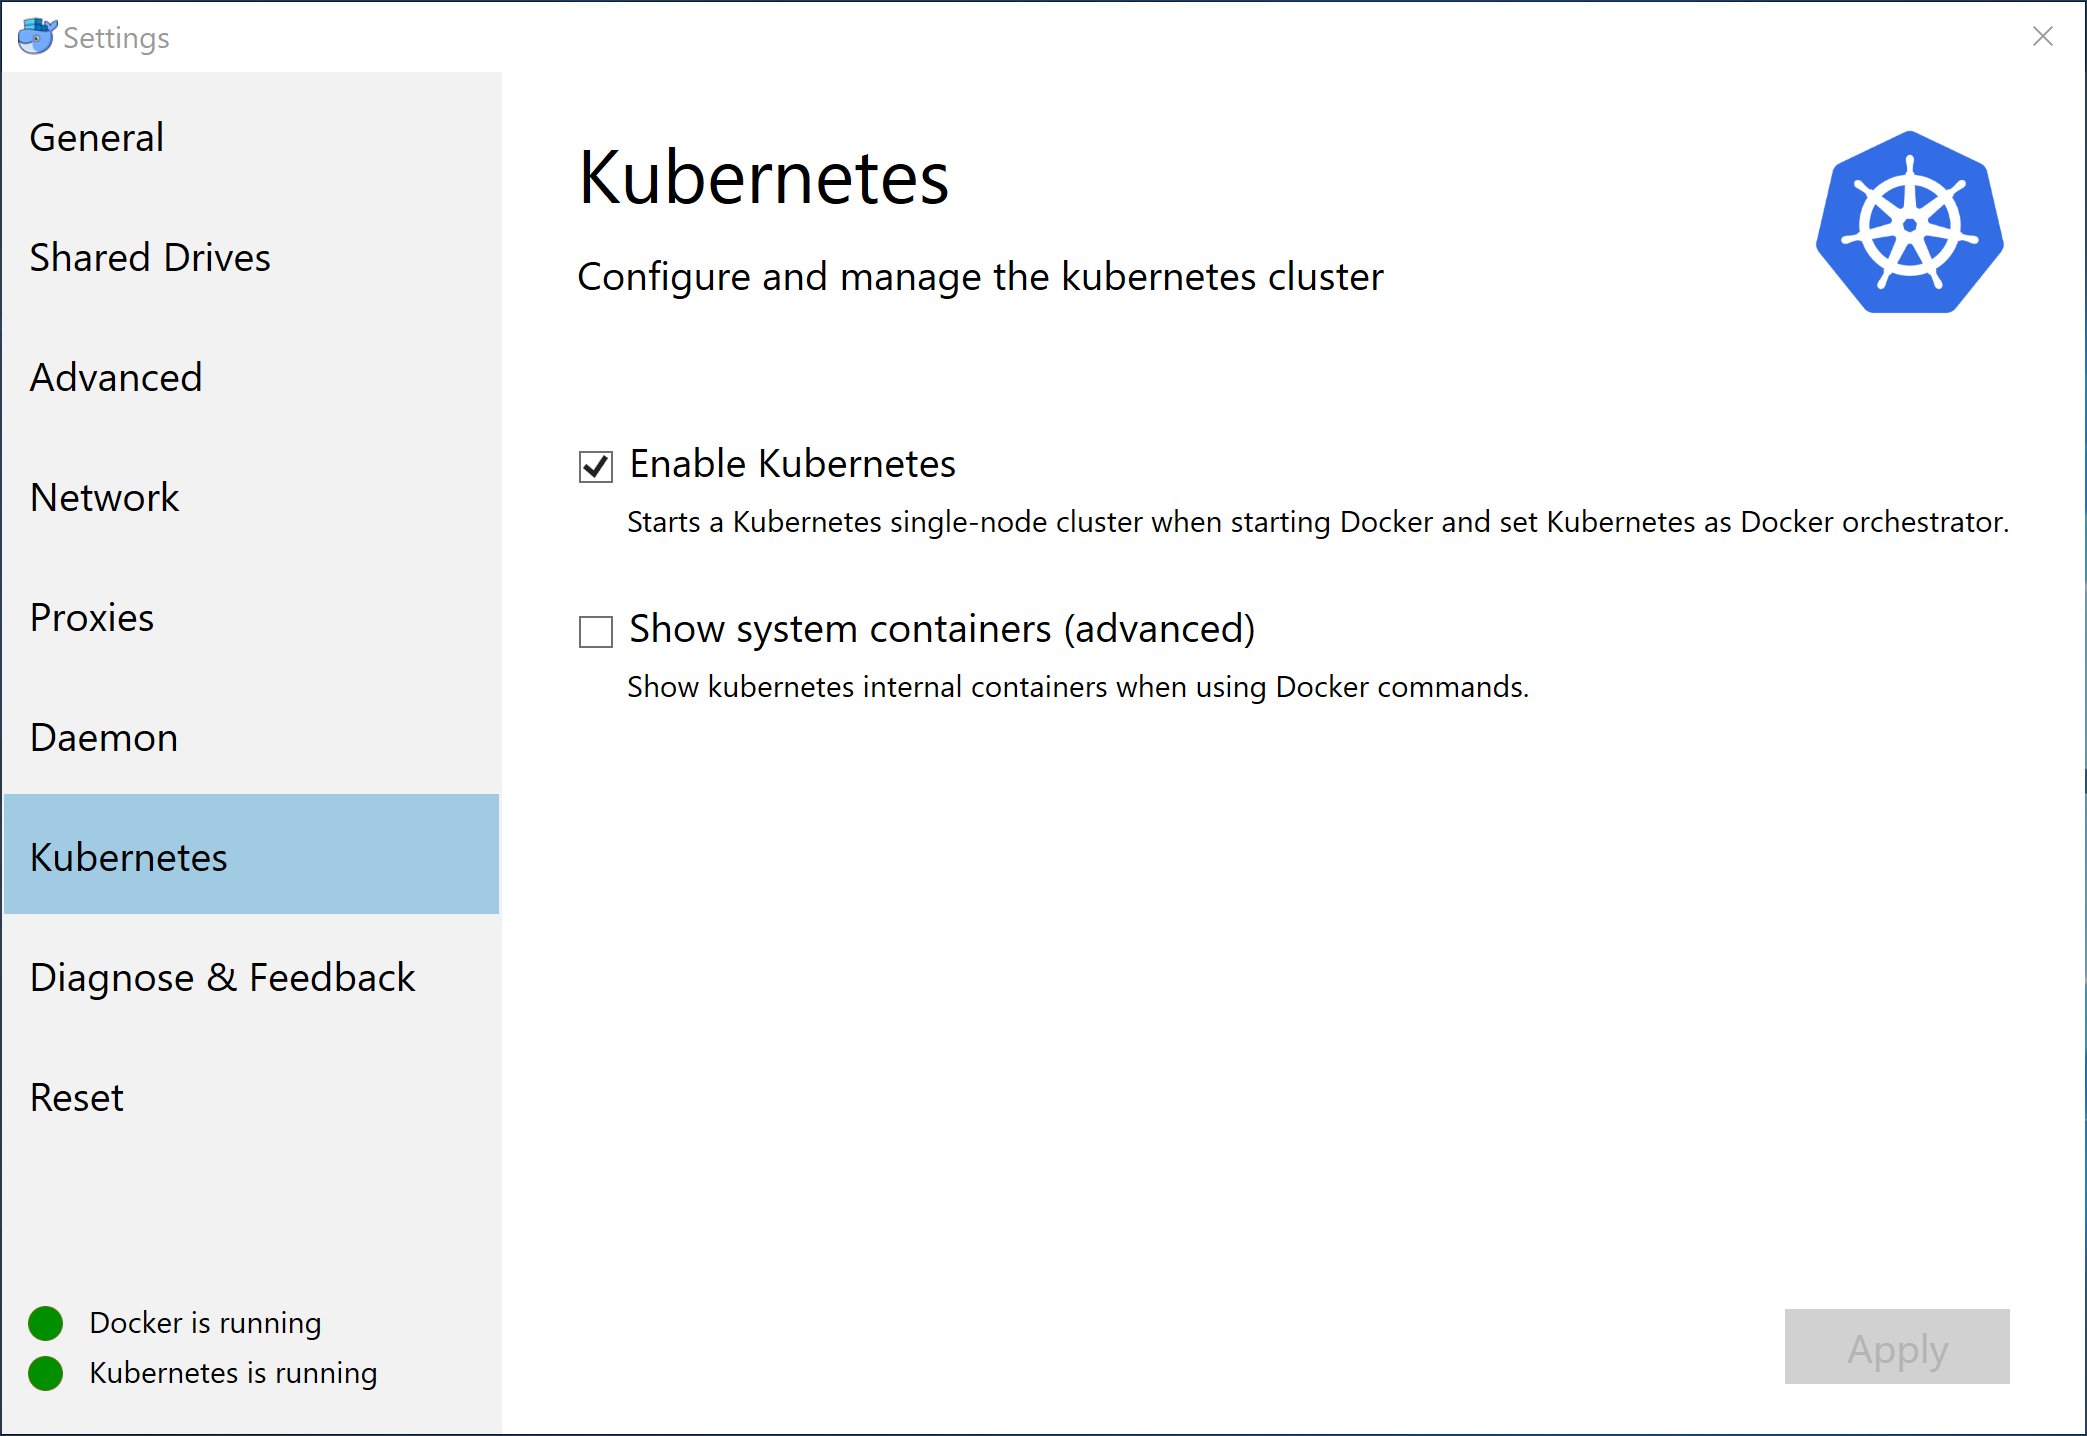 Settings
General
Shared Drives
Advanced
Network
Proxies
Daemon
Kubernetes
Diagnose & Feedback
Reset
Docker is running
Kubernetes is running
Kubernetes
Configure and manage the kubernetes cluster
Enable Kubernetes
Starts a Kubernetes single-node cluster when starting Docker and set Kubernetes as Docker orchestrator.
Show system containers (advanced)
Show kubernetes internal containers when using Docker commands.
Apply